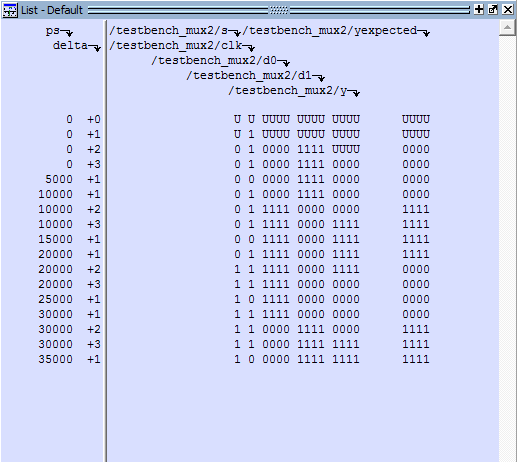 List - Default
ps /testbench_mux2/s /testbench_mux2/yexpected
delta /testbench_mux2/clk
/testbench_mux2/d0
/testbench_mux2/d1
/testbench_mux2/y
0 +0 U U UUUU UUUU UUUU UUUU
0 +1 U 1 UUUU UUUU UUUU UUUU
0 +2 0 1 0000 1111 UUUU 0000
0 +3 0 1 0000 1111 0000 0000
5000 +1 0 0 0000 1111 0000 0000
10000 +1 0 1 0000 1111 0000 0000
10000 +2 0 1 1111 0000 0000 1111
10000 +3 0 1 1111 0000 1111 1111
15000 +1 0 0 1111 0000 1111 1111
20000 +1 0 1 1111 0000 1111 1111
20000 +2 1 1 1111 0000 1111 0000
20000 +3 1 1 1111 0000 0000 0000
25000 +1 1 0 1111 0000 0000 0000
30000 +1 1 1 1111 0000 0000 0000
30000 +2 1 1 0000 1111 0000 1111
30000 +3 1 1 0000 1111 1111 1111
35000 +1 1 0 0000 1111 1111 1111